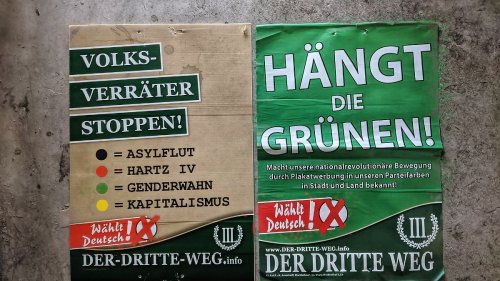 VOLKS-
VERRÄTER
STOPPEN!
= ASYLFLUT
= HARTZ IV
= GENDERWAHN
= KAPITALISMUS
Wählt
Deutsch!
III
DER-DRITTE-WEG.info
HÄNGT
DIE
GRÜNEN!
Macht unsere nationalrevolutionäre Bewegung
durch Plakatwerbung in unseren Parteifarben
in Stadt und Land bekannt!
Wählt
Deutsch!
III
www.DER-DRITTE-WEG.info
DER DRITTE WEG